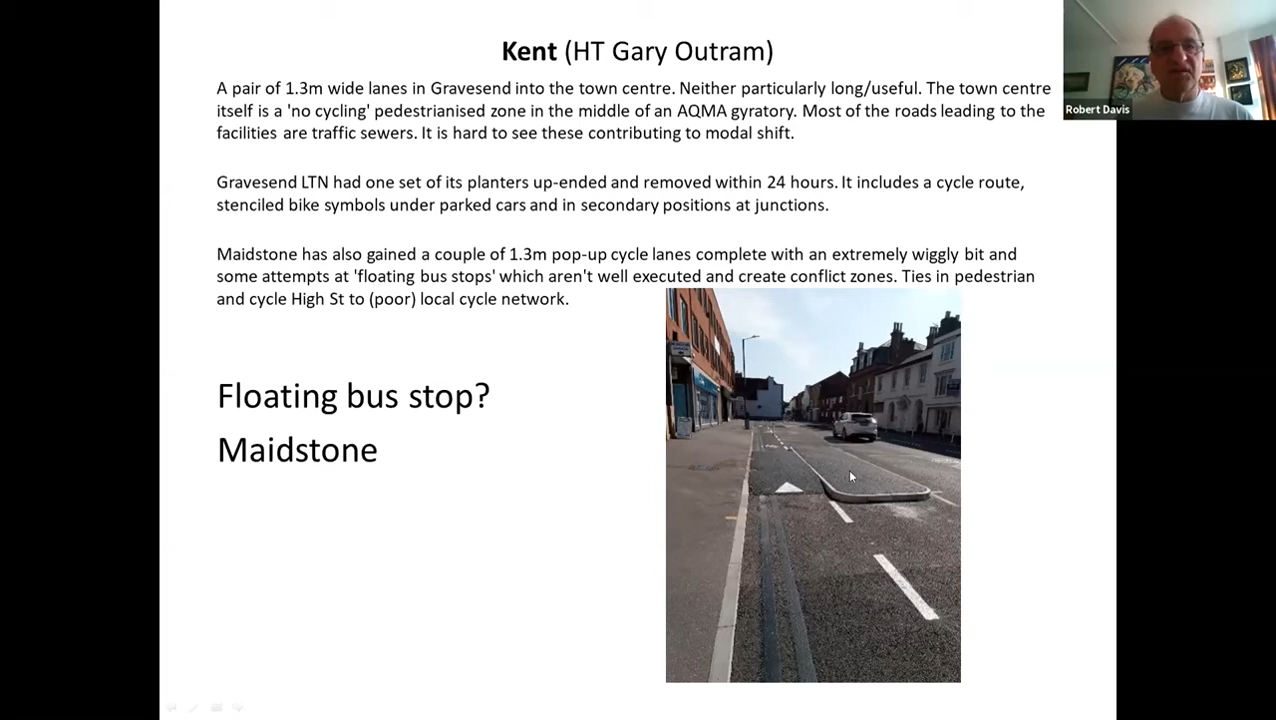 Kent (HT Gary Outram)
A pair of 1.3m wide lanes in Gravesend into the town centre. Neither particularly long/useful. The town centre
itself is a 'no cycling' pedestrianised zone in the middle of an AQMA gyratory. Most of the roads leading to the
facilities are traffic sewers. It is hard to see these contributing to modal shift.
Gravesend LTN had one set of its planters up-ended and removed within 24 hours. It includes a cycle route,
stenciled bike symbols under parked cars and in secondary positions at junctions.
Maidstone has also gained a couple of 1.3m pop-up cycle lanes complete with an extremely wiggly bit and
some attempts at 'floating bus stops' which aren't well executed and create conflict zones. Ties in pedestrian
and cycle High St to (poor) local cycle network.
Floating bus stop?
Maidstone
Robert Davis